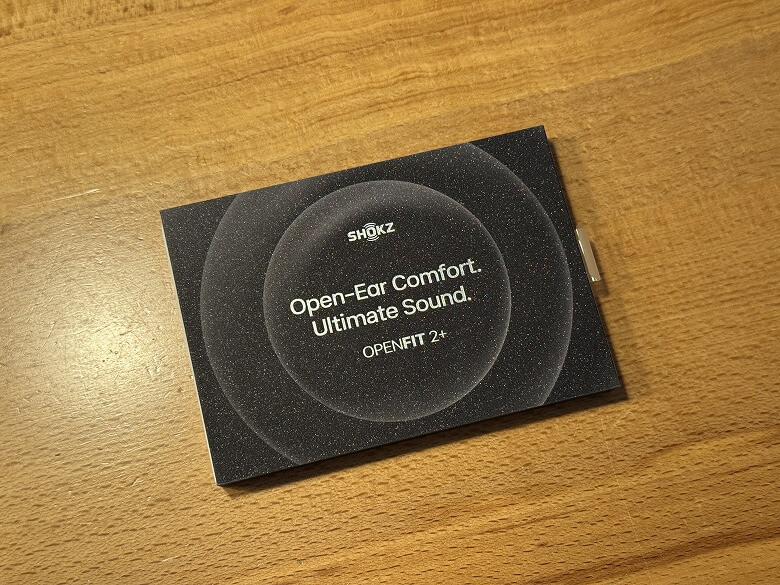 SHOKZ
Open-Ear Comfort.
Ultimate Sound.
OPENFIT 2+